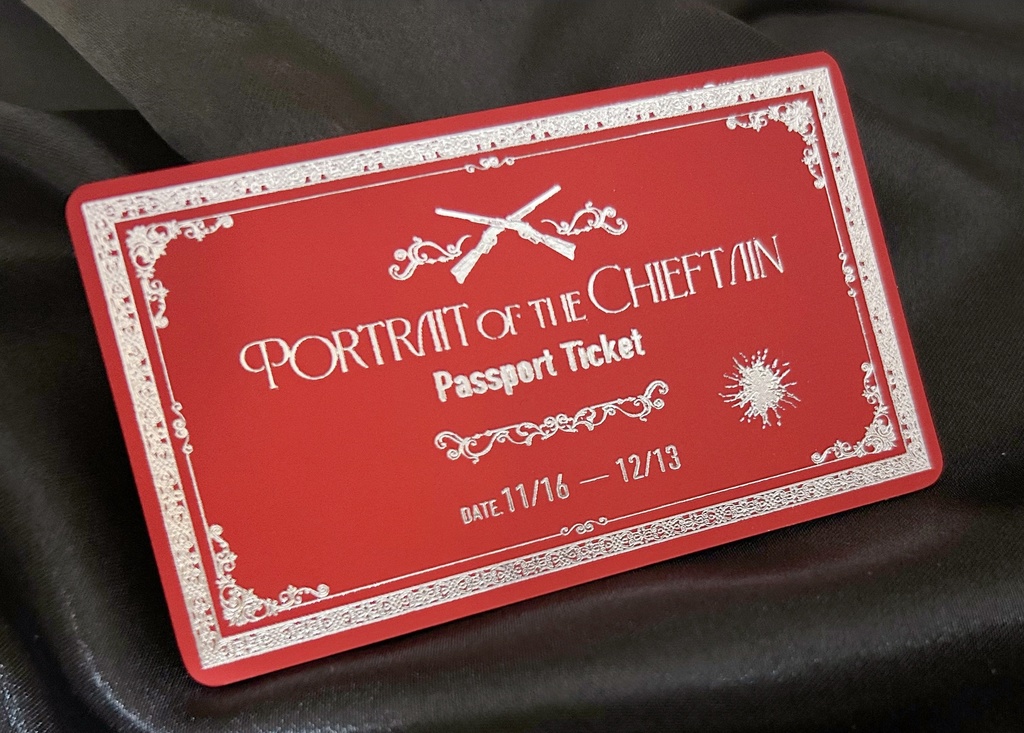 PORTRAIT OF THE CHIEFTAIN
Passport Ticket
DATE.11/16 — 12/13